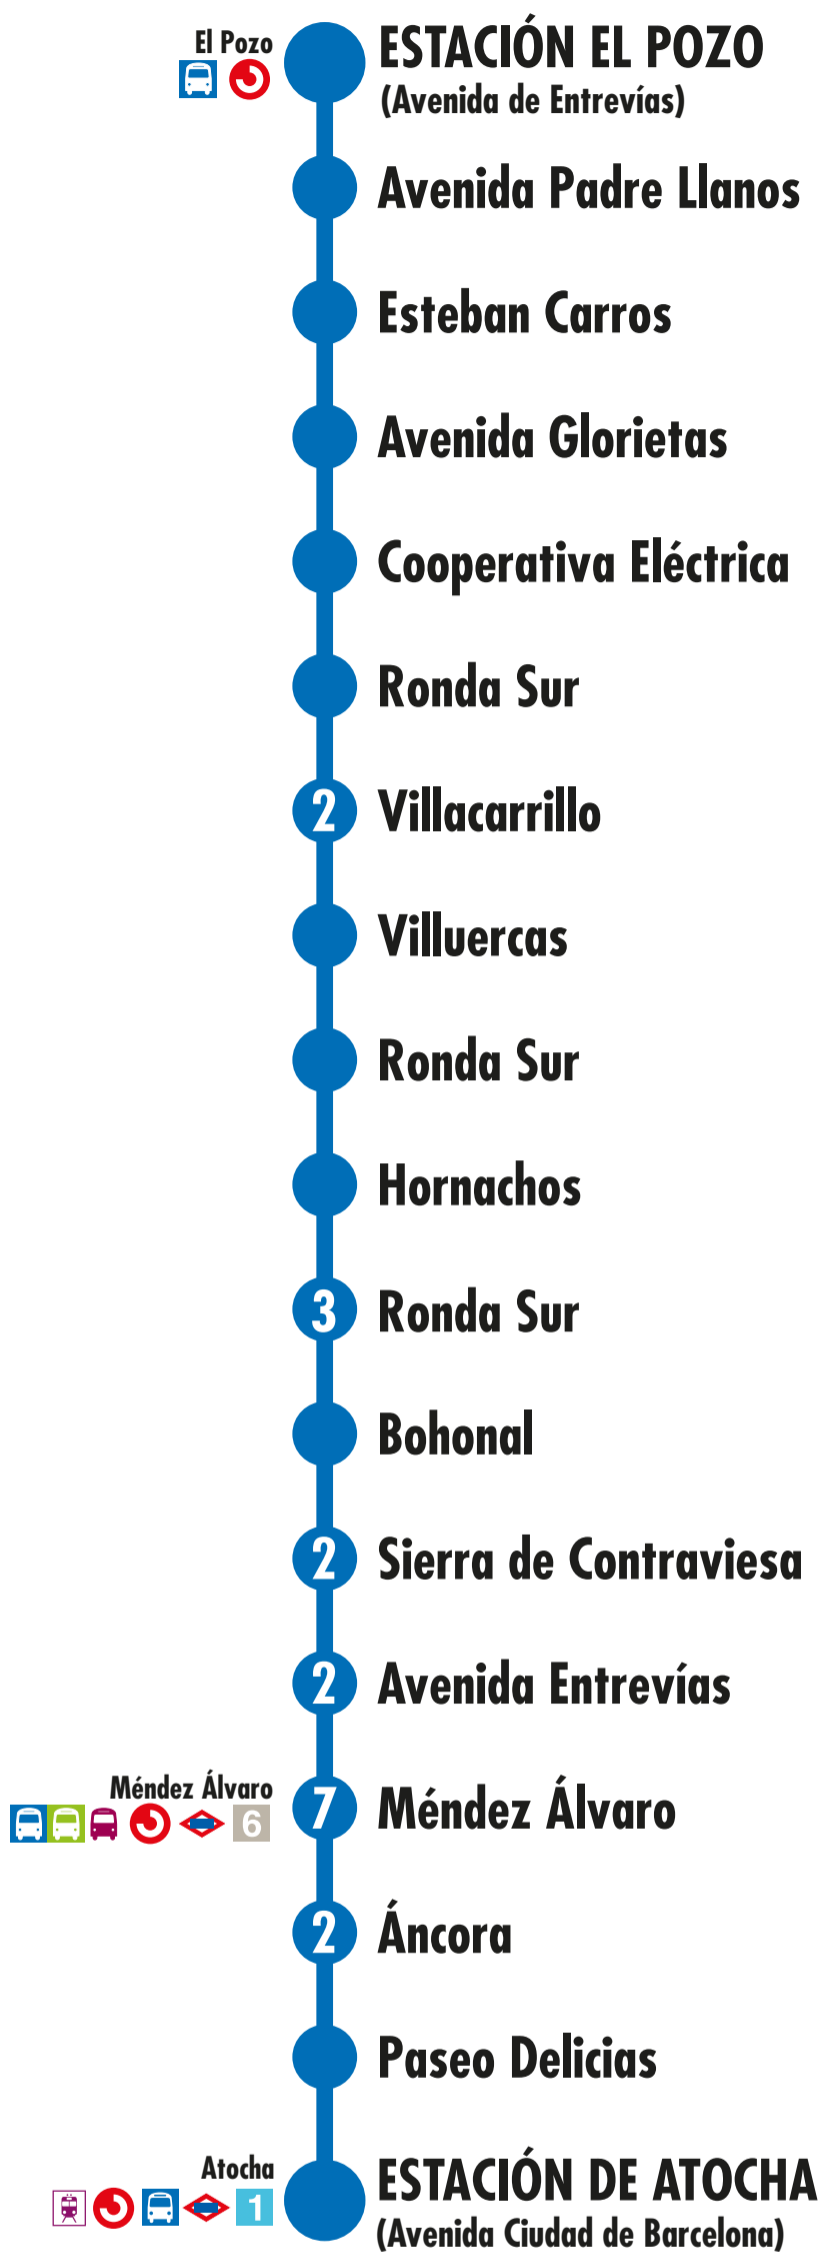 El Pozo
ESTACIÓN EL POZO
(Avenida de Entrevías)
Avenida Padre Llanos
Esteban Carros
Avenida Glorietas
Cooperativa Eléctrica
Ronda Sur
2 Villacarrillo
Villuercas
Ronda Sur
Hornachos
3 Ronda Sur
Bohonal
2 Sierra de Contraviesa
2 Avenida Entrevías
Méndez Álvaro
6
7 Méndez Álvaro
2 Áncora
Paseo Delicias
Atocha
1
ESTACIÓN DE ATOCHA
(Avenida Ciudad de Barcelona)